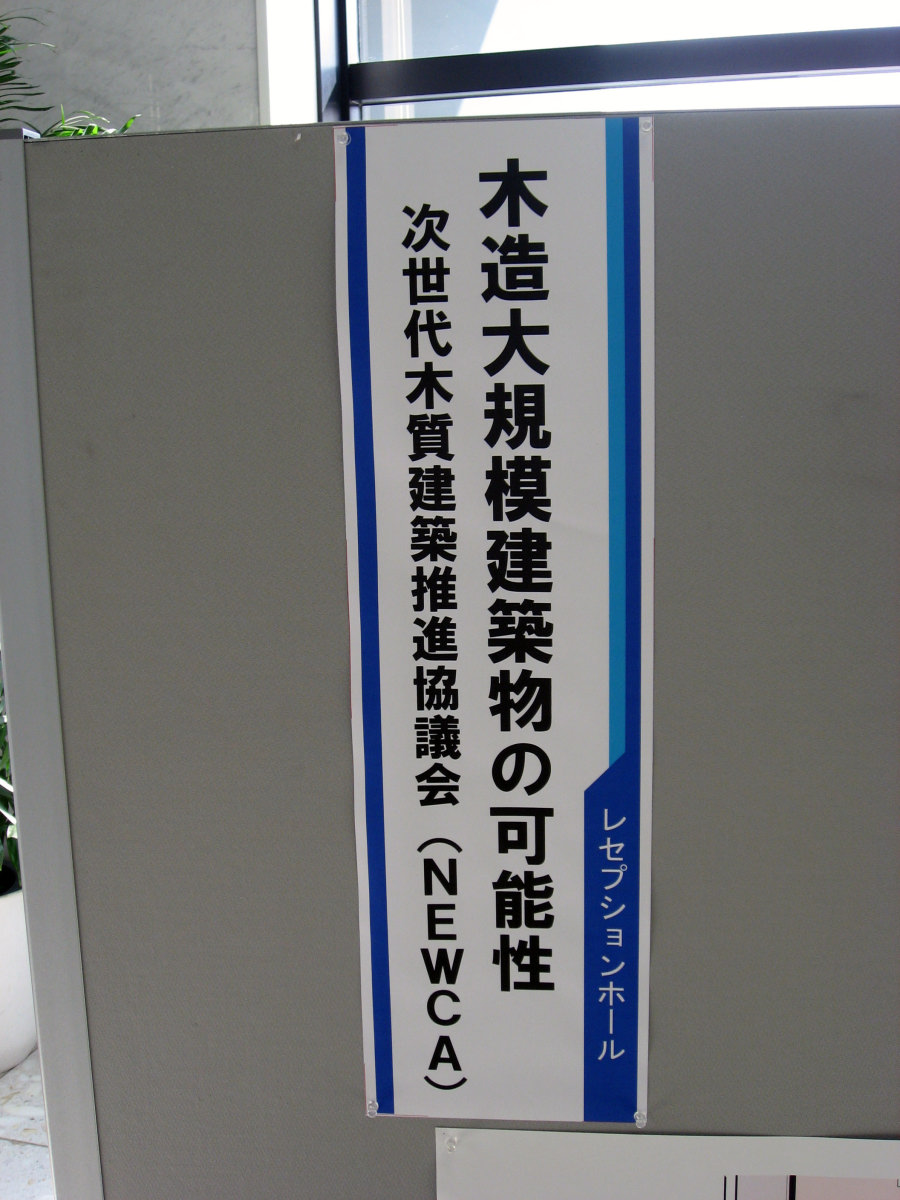 木造大規模建築物の可能性
次世代木質建築推進協議会（NEWCA）
レセプションホール